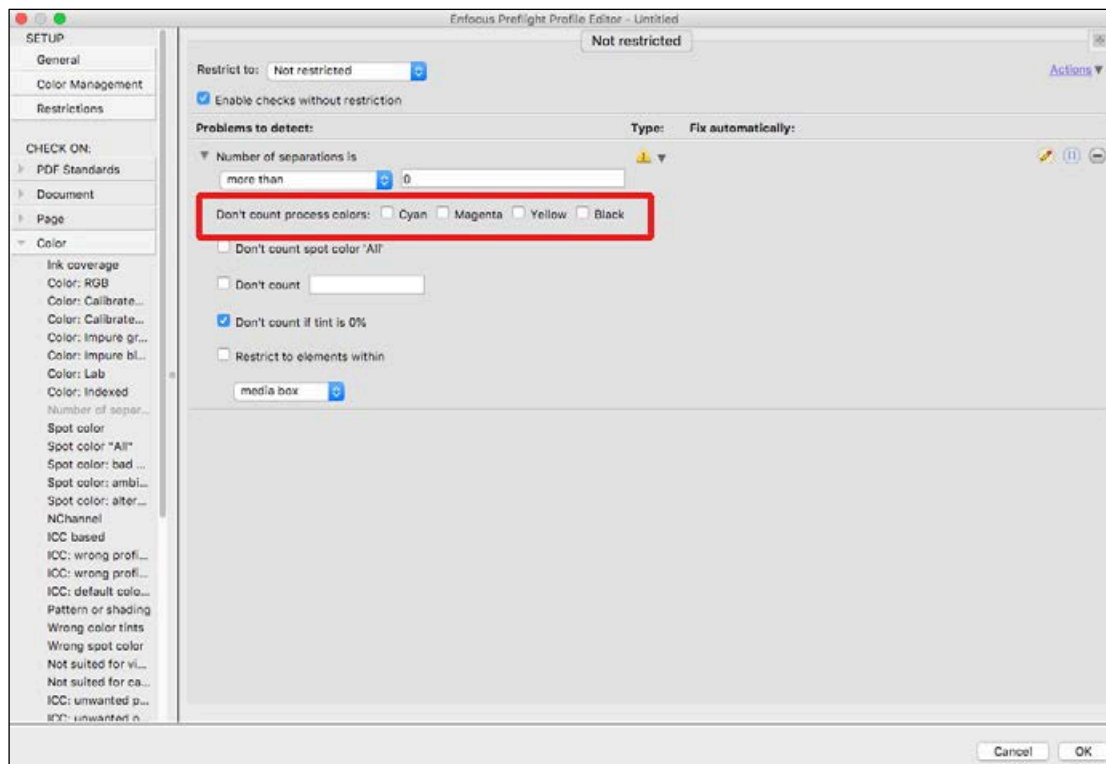 Enfocus Preflight Profile Editor - Untitled
SETUP
General
Color Management
Restrictions
CHECK ON:
PDF Standards
Document
Page
Color
Ink coverage
Color: RGB
Color: Calibrate...
Color: Calibrate...
Color: Impure gr...
Color: Impure bl...
Color: Lab
Color: Indexed
Number of separ...
Spot color
Spot color "All"
Spot color: bad ...
Spot color: ambi...
Spot color: alter...
NChannel
ICC based
ICC: wrong profi...
ICC: wrong profi...
ICC: default colo...
Pattern or shading
Wrong color tints
Wrong spot color
Not suited for vi...
Not suited for ca...
ICC: unwanted p...
ICC: unwanted o...
Not restricted
Restrict to: Not restricted
Actions
Enable checks without restriction
Problems to detect: Type: Fix automatically:
Number of separations is
more than 0
Don't count process colors: Cyan Magenta Yellow Black
Don't count spot color 'All'
Don't count
Don't count if tint is 0%
Restrict to elements within
media box
Cancel OK